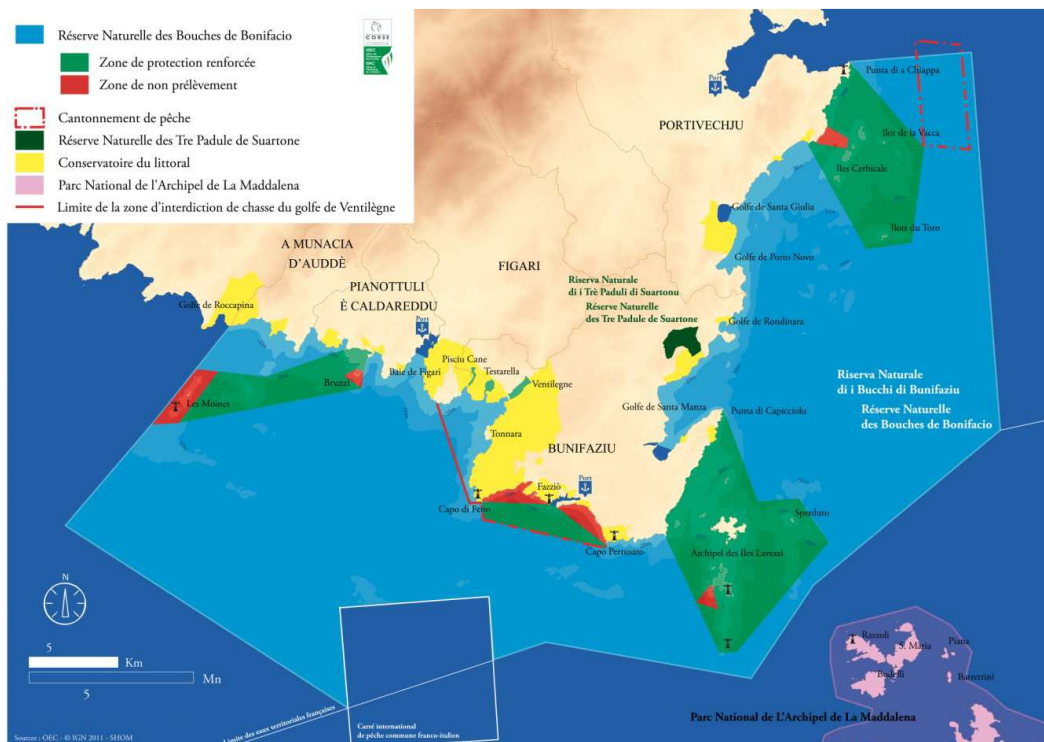 Réserve Naturelle des Bouches de Bonifacio
Zone de protection renforcée
Zone de non prélèvement
Cantonnement de pêche
Réserve Naturelle des Tre Padule de Suartone
Conservatoire du littoral
Parc National de l'Archipel de La Maddalena
Limite de la zone d'interdiction de chasse du golfe de Ventilègne
CORSE
OEC
Port
Punta di a Chiappa
PORTIVECHJU
Ilot de la Vacca
Iles Cerbicale
Golfe de Santa Giulia
Ilots du Toro
A MUNACIA
D'AUDDÈ
FIGARI
Golfe de Porto Novo
PIANOTTULI
È CALDAREDDU
Riserva Naturale
di i Trè Paduli di Suartonu
Réserve Naturelle
des Tre Padule de Suartone
Golfe de Roccapina
Port
Golfe de Rondinara
Pisciu Cane
Testarella
Baie de Figari
Bruzzi
Ventilegne
Riserva Naturale
di i Bucchi di Bunifaziu
Réserve Naturelle
des Bouches de Bonifacio
Les Moines
Golfe de Santa Manza
Punta di Capicciolu
Tonnara
BUNIFAZIU
Port
Fazziò
Capo di Feno
Sperduto
Capo Pertusato
Archipel des Iles Lavezzi
N
5
Km
Mn
5
Razzoli
S. Maria
Piana
Budelli
Barrettini
Parc National de L'Archipel de La Maddalena
Limite des eaux territoriales françaises
Carré international
de pêche commune franco-italien
Sources : OEC - © IGN 2011 - SHOM